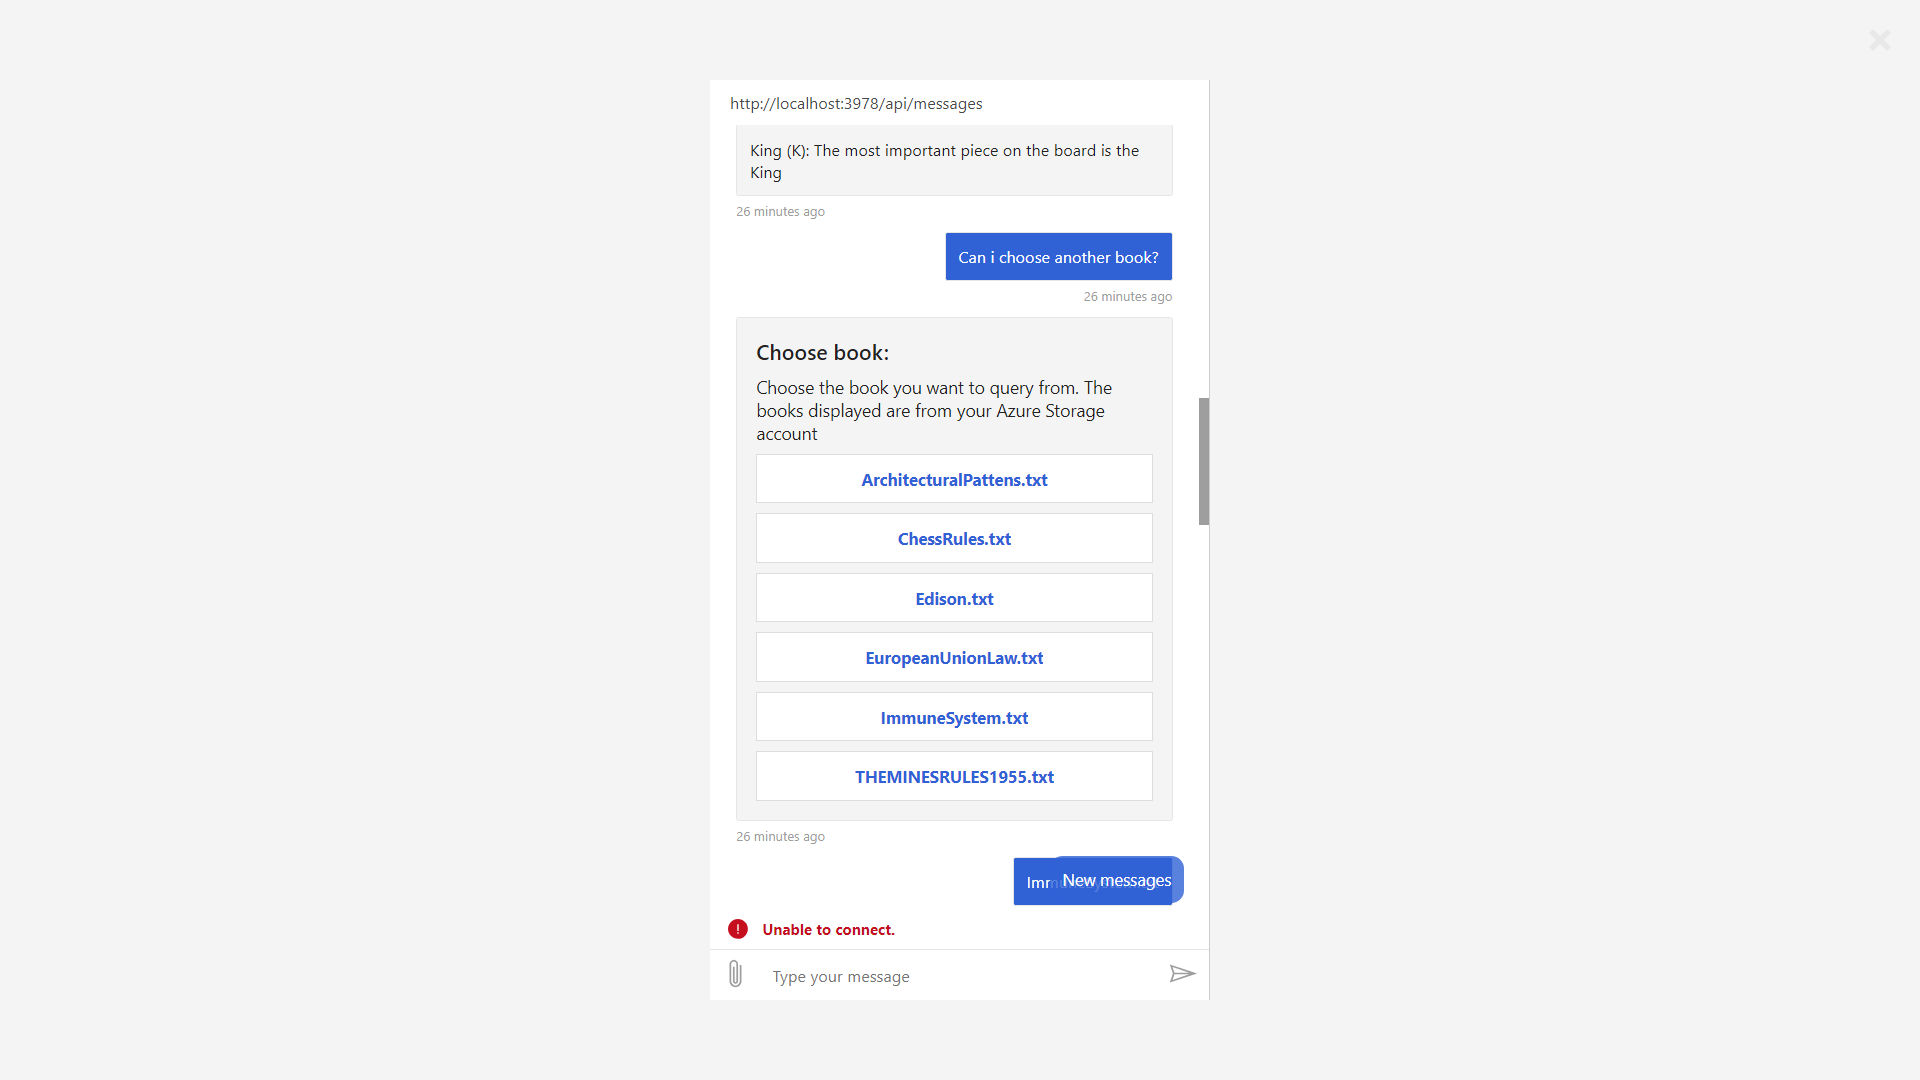 http://localhost:3978/api/messages
King (K): The most important piece on the board is the
King
26 minutes ago
Can i choose another book?
26 minutes ago
Choose book:
Choose the book you want to query from. The
books displayed are from your Azure Storage
account
ArchitecturalPattens.txt
ChessRules.txt
Edison.txt
EuropeanUnionLaw.txt
ImmuneSystem.txt
THEMINESRULES1955.txt
26 minutes ago
New messages
Unable to connect.
Type your message